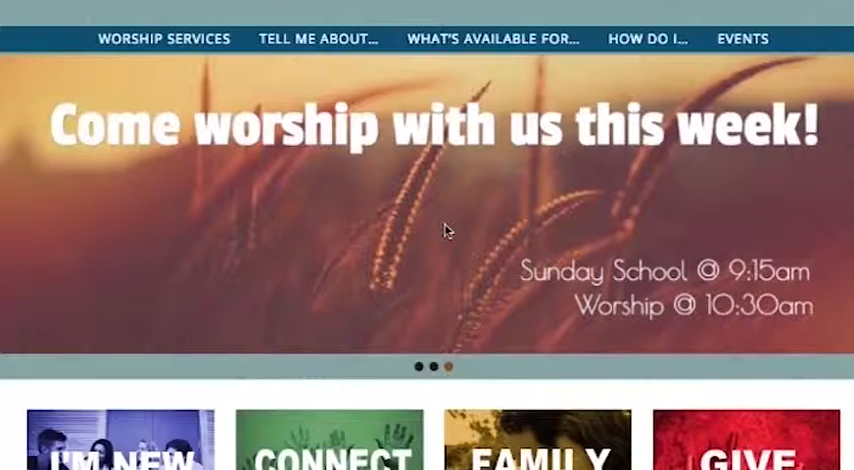 WORSHIP SERVICES TELL ME ABOUT... WHAT'S AVAILABLE FOR... HOW DO I... EVENTS
Come worship with us this week!
Sunday School @ 9:15am
Worship @ 10:30am
I'M NEW CONNECT FAMILY GIVE